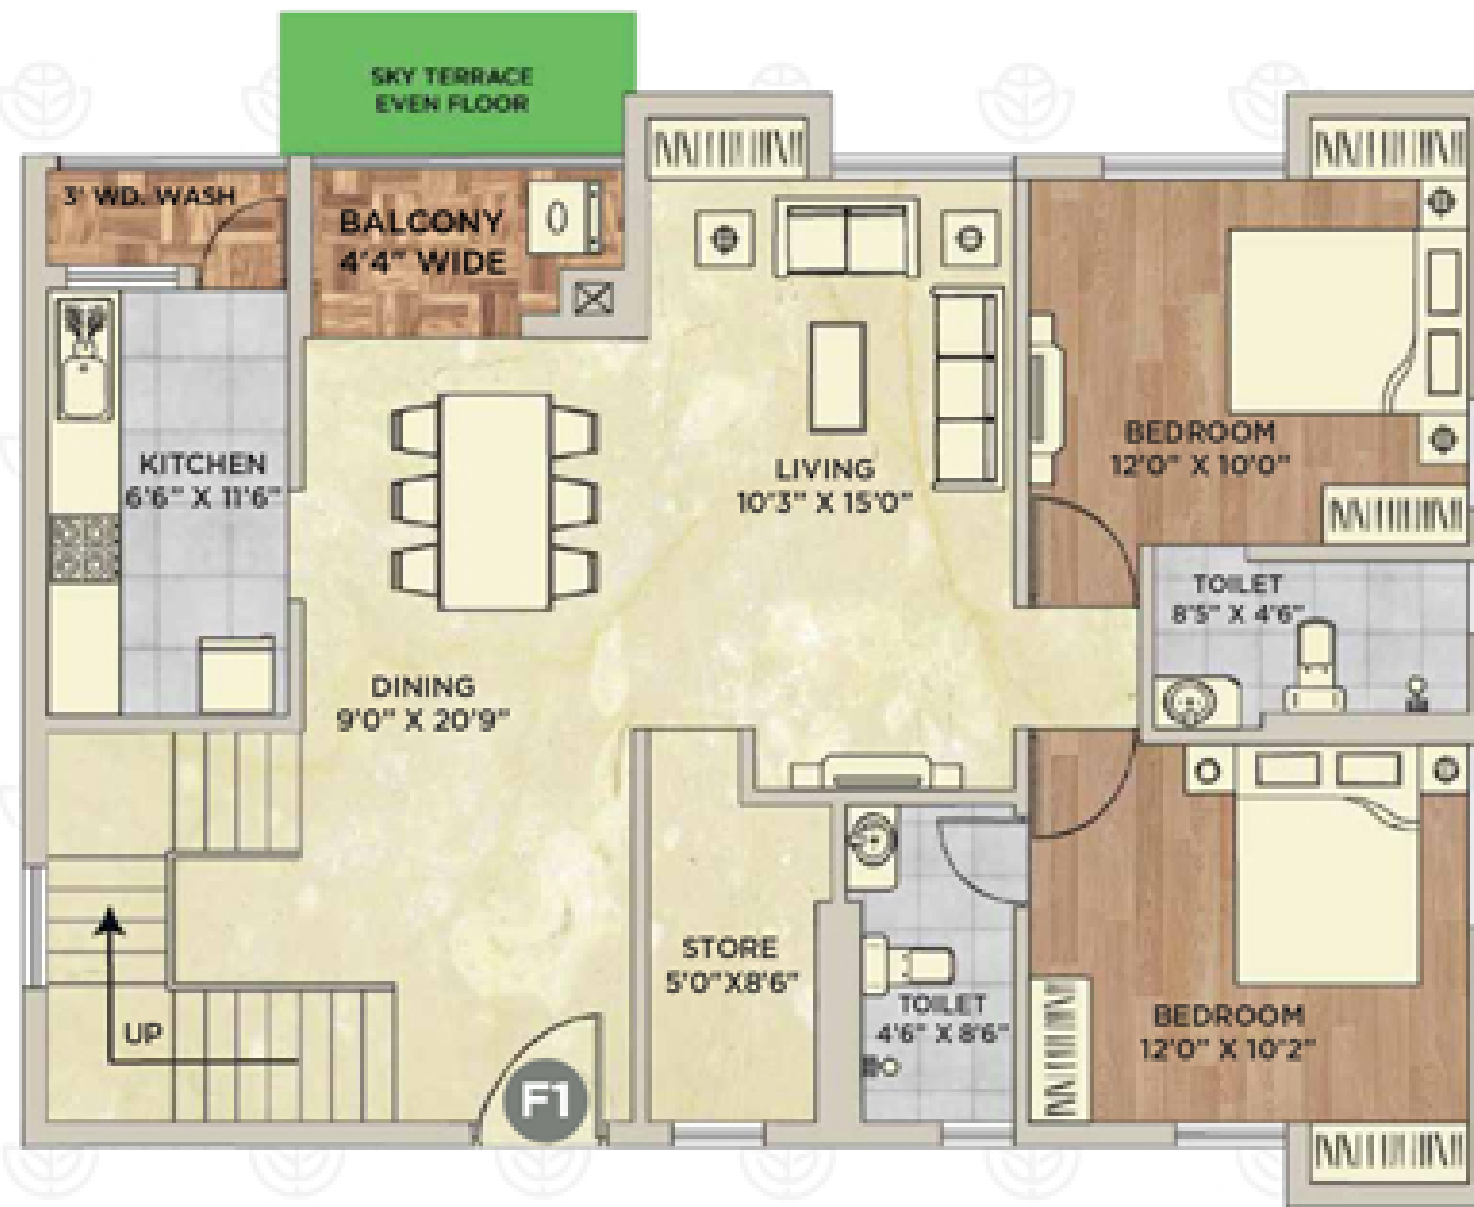 SKY TERRACE
EVEN FLOOR
3' WD. WASH
BALCONY
4'4" WIDE
KITCHEN
6'6" X 11'6"
LIVING
10'3" X 15'0"
BEDROOM
12'0" X 10'0"
TOILET
8'5" X 4'6"
DINING
9'0" X 20'9"
STORE
5'0"X8'6"
TOILET
4'6" X 8'6"
BEDROOM
12'0" X 10'2"
UP
F1